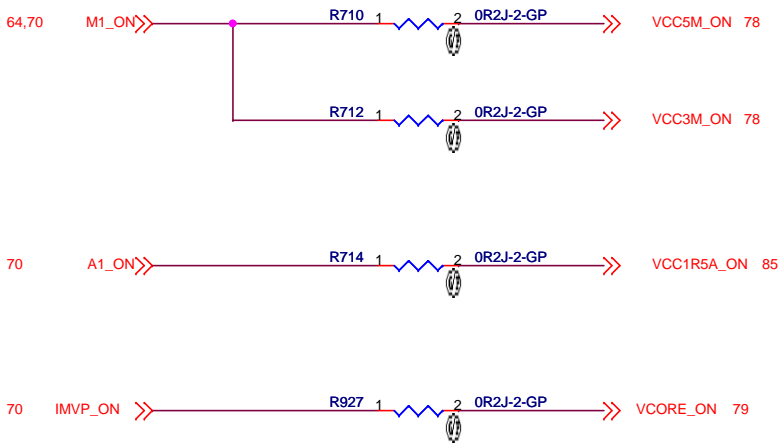 64,70 M1_ON R710 1 2 0R2J-2-GP VCC5M_ON 78
R712 1 2 0R2J-2-GP VCC3M_ON 78
70 A1_ON R714 1 2 0R2J-2-GP VCC1R5A_ON 85
70 IMVP_ON R927 1 2 0R2J-2-GP VCORE_ON 79